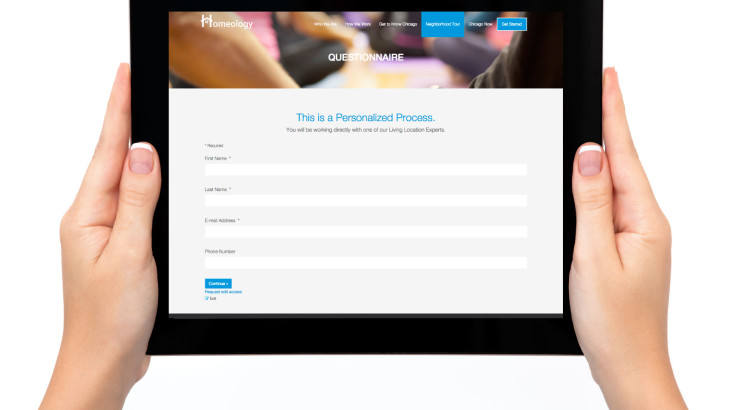 Homeology
Who We Are How We Work Get to Know Chicago Neighborhood Tour Chicago Now Get Started
QUESTIONNAIRE
This is a Personalized Process.
You will be working directly with one of our Living Location Experts.
* Required
First Name *
Last Name *
E-mail Address *
Phone Number
Continue »
Request edit access
Edit